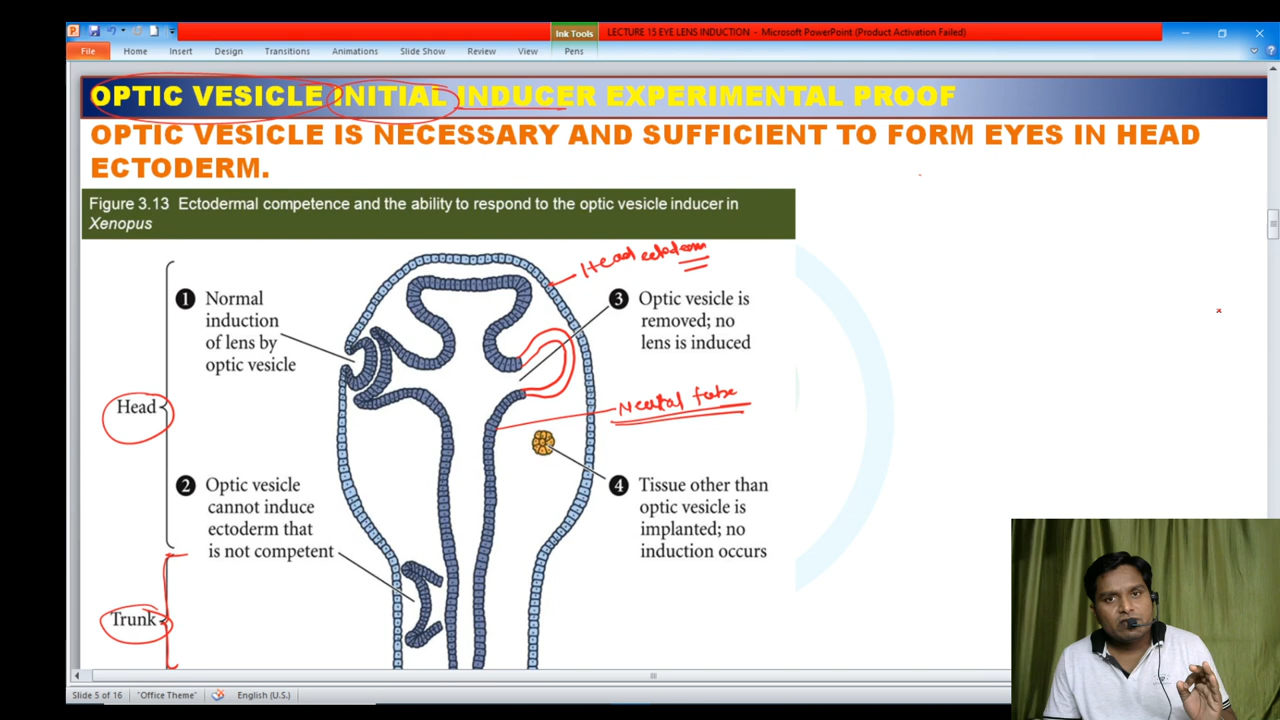 LECTURE 15 EYE LENS INDUCTION - Microsoft PowerPoint (Product Activation Failed)
Ink Tools
File Home Insert Design Transitions Animations Slide Show Review View Pens
OPTIC VESICLE INITIAL INDUCER EXPERIMENTAL PROOF
OPTIC VESICLE IS NECESSARY AND SUFFICIENT TO FORM EYES IN HEAD
ECTODERM.
Figure 3.13 Ectodermal competence and the ability to respond to the optic vesicle inducer in
Xenopus
Head ectoderm
1 Normal
induction
of lens by
optic vesicle
3 Optic vesicle is
removed; no
lens is induced
Head
Neural tube
2 Optic vesicle
cannot induce
ectoderm that
is not competent
4 Tissue other than
optic vesicle is
implanted; no
induction occurs
Trunk
Slide 5 of 16 "Office Theme" English (U.S.)